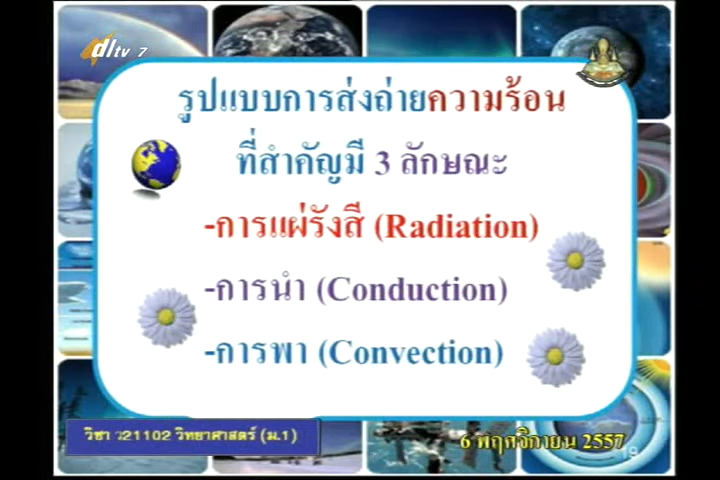 dltv 7
รูปแบบการส่งถ่ายความร้อน
ที่สำคัญมี 3 ลักษณะ
-การแผ่รังสี (Radiation)
-การนำ (Conduction)
-การพา (Convection)
วิชา ว21102 วิทยาศาสตร์ (ม.1)
6 พฤศจิกายน 2557